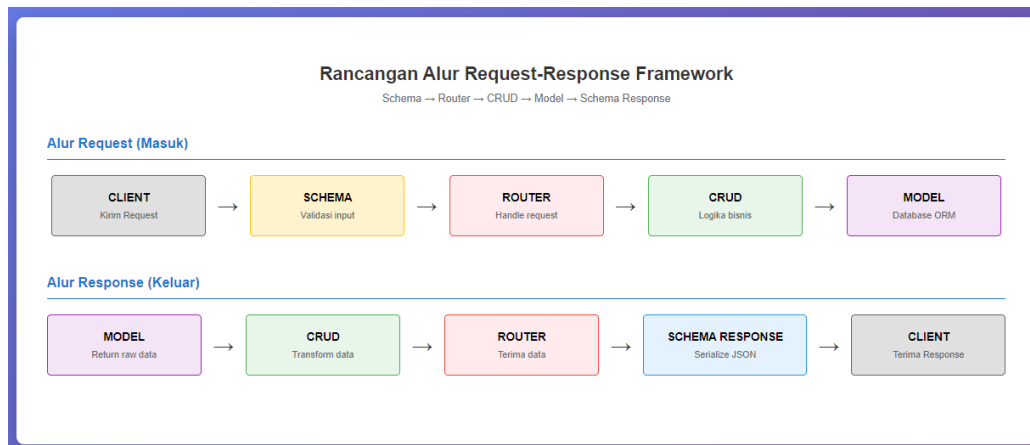 Rancangan Alur Request-Response Framework
Schema → Router → CRUD → Model → Schema Response
Alur Request (Masuk)
CLIENT → SCHEMA → ROUTER → CRUD → MODEL
Kirim Request Validasi input Handle request Logika bisnis Database ORM
Alur Response (Keluar)
MODEL → CRUD → ROUTER → SCHEMA RESPONSE → CLIENT
Return raw data Transform data Terima data Serialize JSON Terima Response